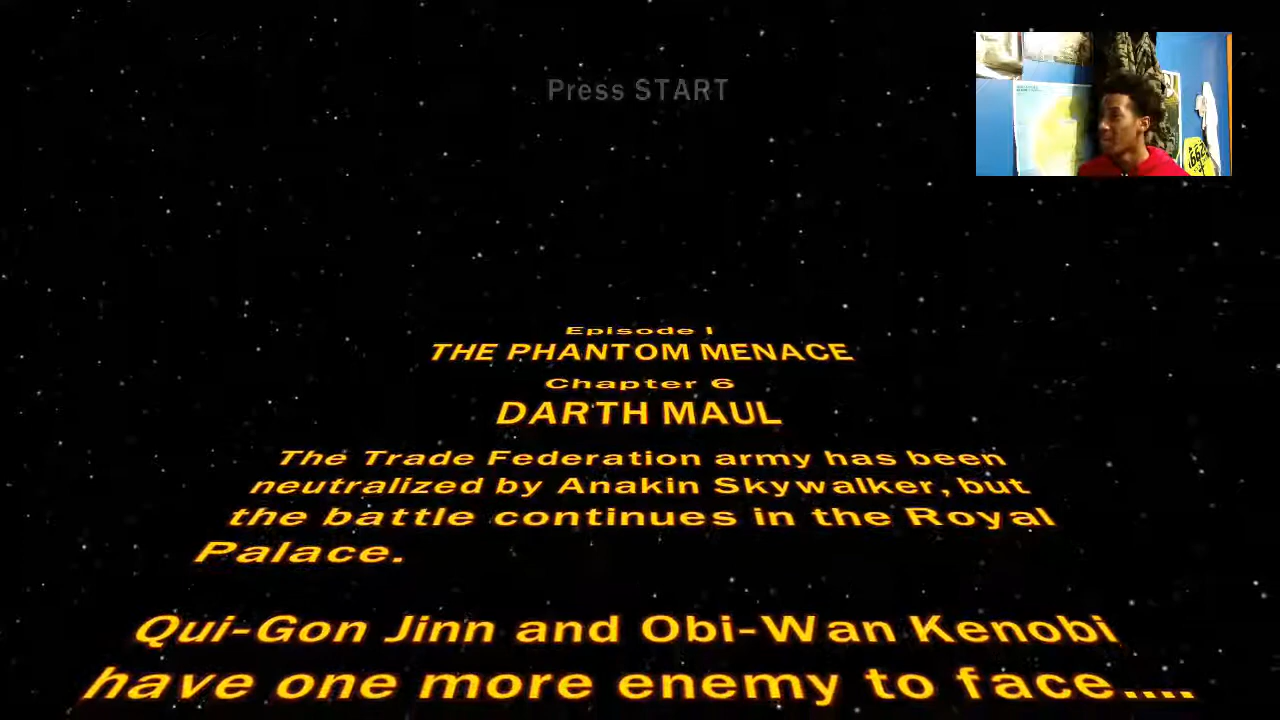 Press START
Episode I
THE PHANTOM MENACE
Chapter 6
DARTH MAUL
The Trade Federation army has been
neutralized by Anakin Skywalker, but
the battle continues in the Royal
Palace.
Qui-Gon Jinn and Obi-Wan Kenobi
have one more enemy to face....